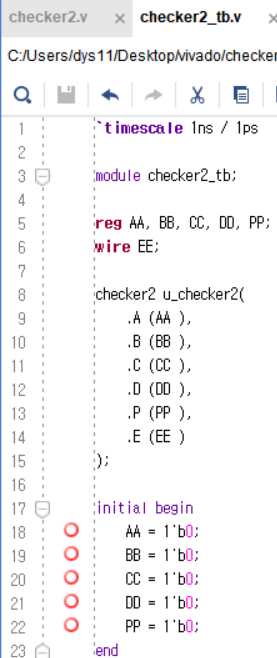 checker2.v × checker2_tb.v ×
C:/Users/dys11/Desktop/vivado/checker
1 `timescale 1ns / 1ps
2
3 module checker2_tb;
4
5 reg AA, BB, CC, DD, PP;
6 wire EE;
7
8 checker2 u_checker2(
9 .A (AA ),
10 .B (BB ),
11 .C (CC ),
12 .D (DD ),
13 .P (PP ),
14 .E (EE )
15 );
16
17 initial begin
18 AA = 1'b0;
19 BB = 1'b0;
20 CC = 1'b0;
21 DD = 1'b0;
22 PP = 1'b0;
23 end